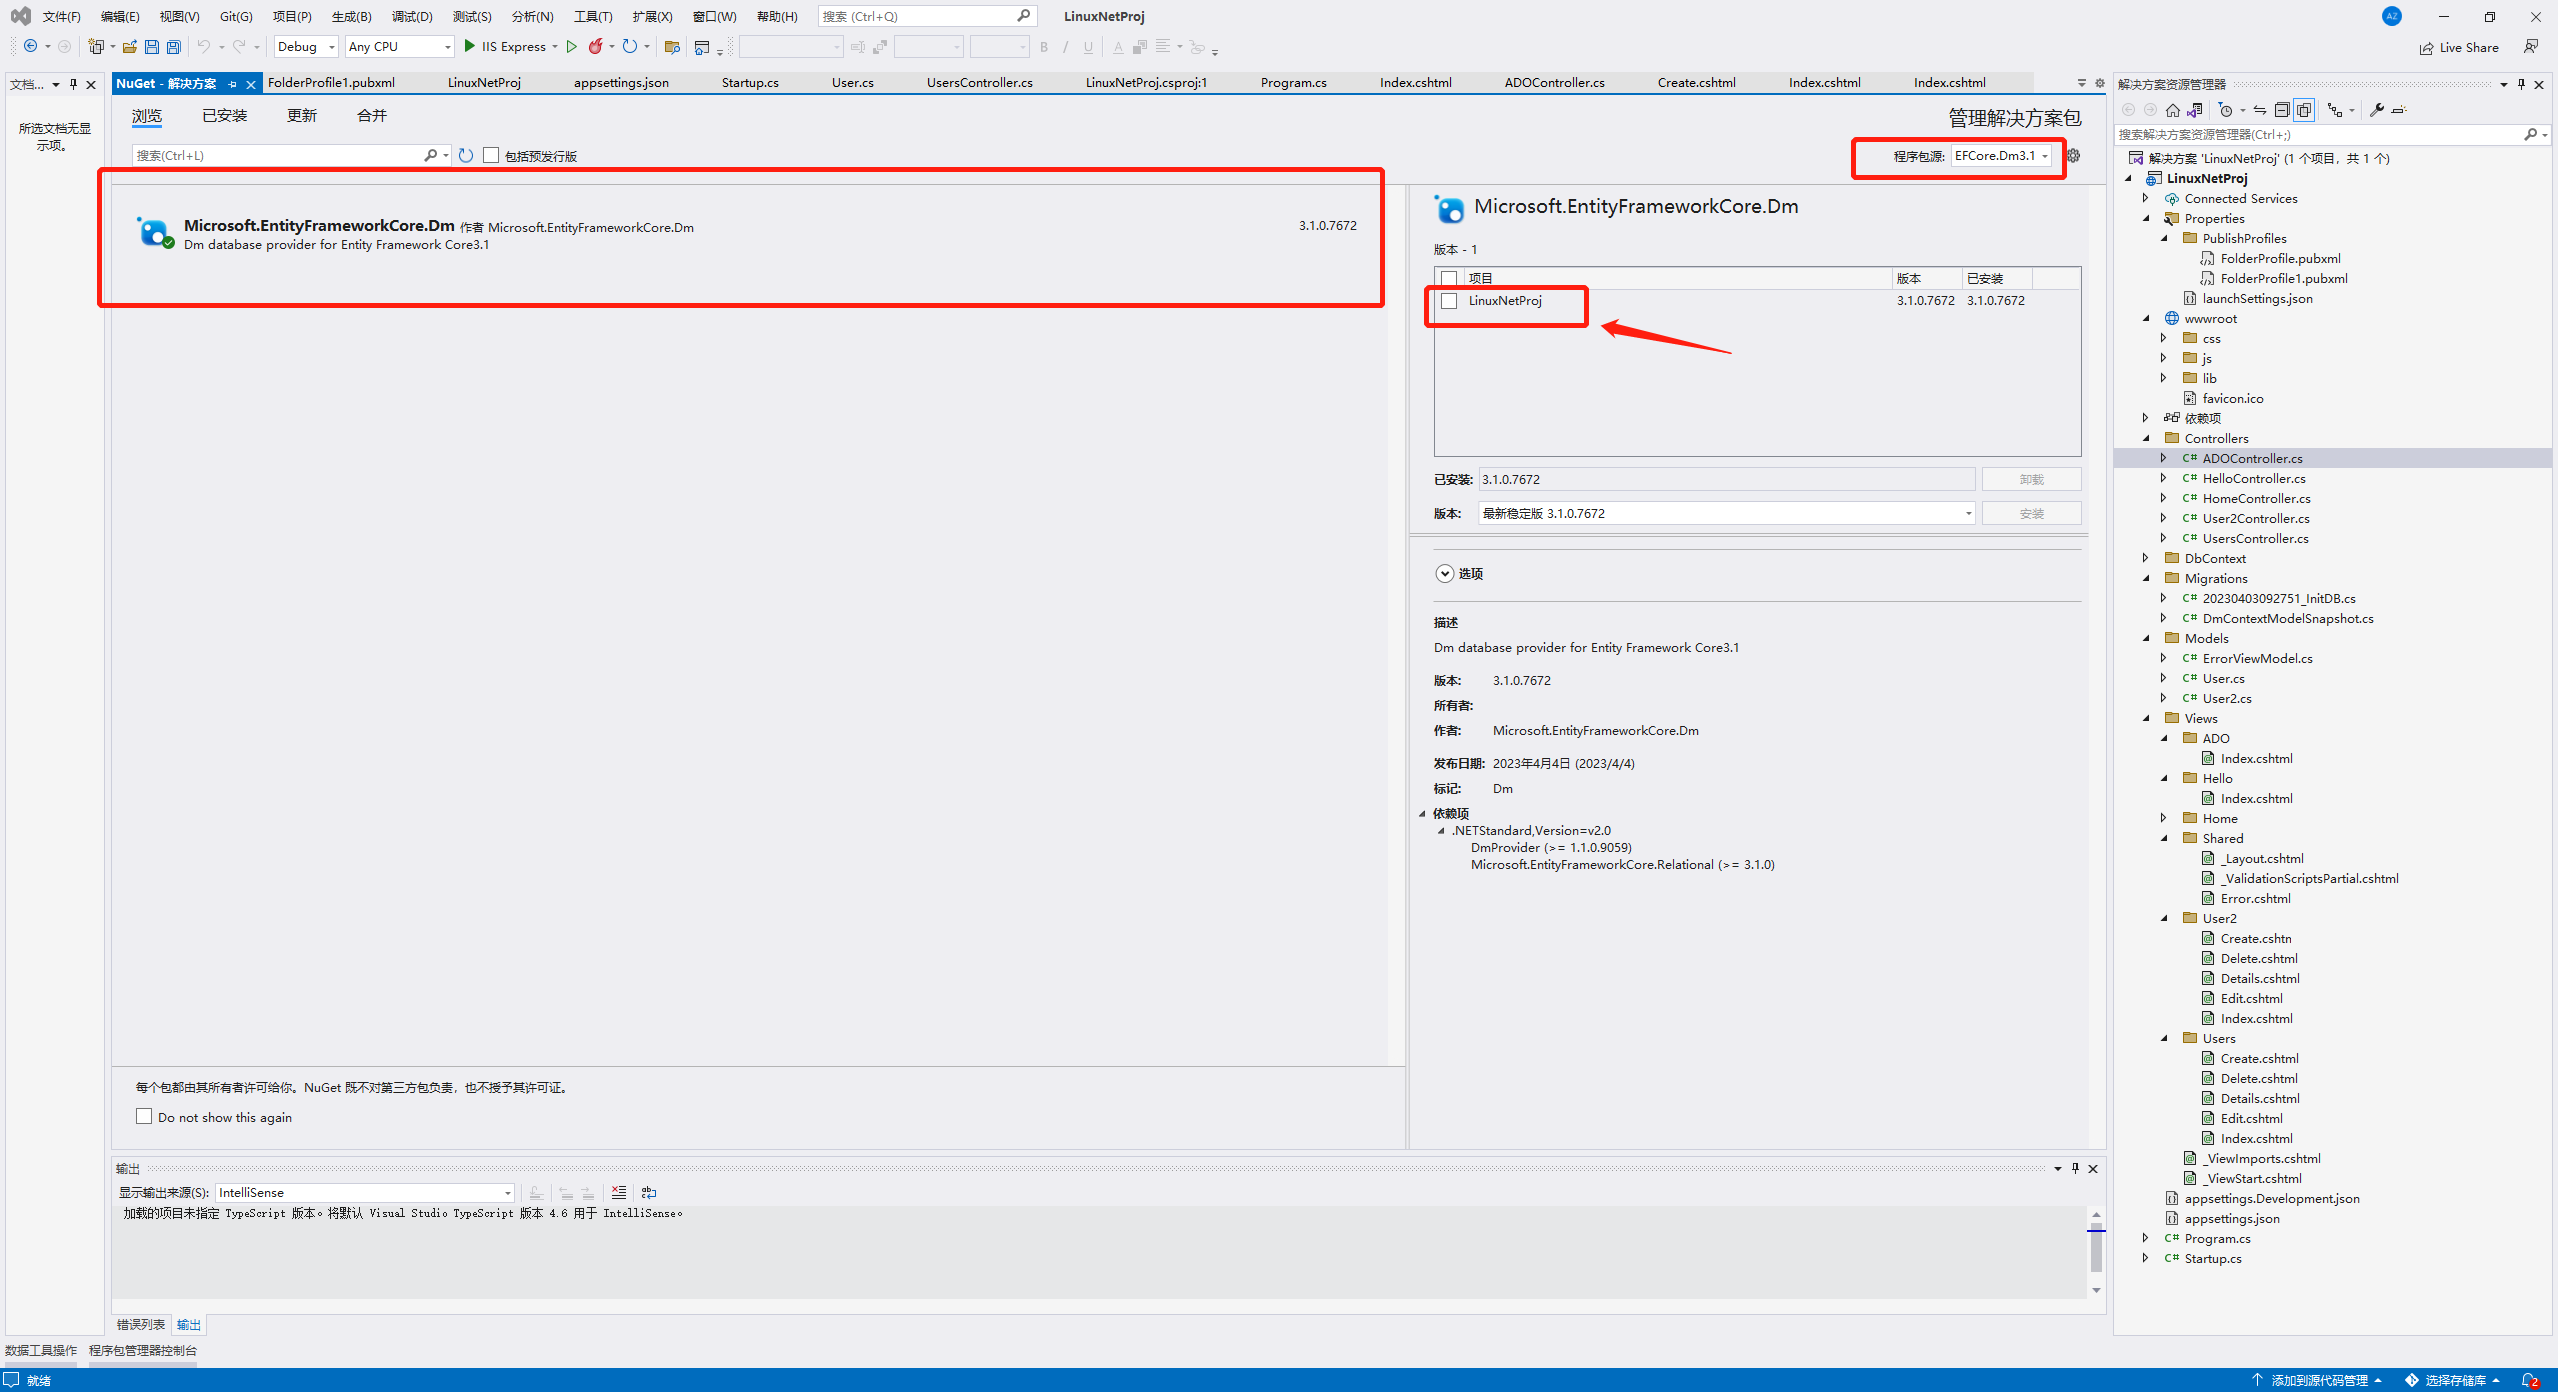 文件(F) 编辑(E) 视图(V) Git(G) 项目(P) 生成(B) 调试(D) 测试(S) 分析(N) 工具(T) 扩展(X) 窗口(W) 帮助(H) 搜索 (Ctrl+Q) LinuxNetProj AZ
Debug Any CPU IIS Express Live Share
文档...
所选文档无显
示项。
NuGet - 解决方案 FolderProfile1.pubxml LinuxNetProj appsettings.json Startup.cs User.cs UsersController.cs LinuxNetProj.csproj:1 Program.cs Index.cshtml ADOController.cs Create.cshtml Index.cshtml Index.cshtml
浏览 已安装 更新 合并 管理解决方案包
搜索(Ctrl+L) 包括预发行版 程序包源: EFCore.Dm3.1
Microsoft.EntityFrameworkCore.Dm 作者 Microsoft.EntityFrameworkCore.Dm 3.1.0.7672
Dm database provider for Entity Framework Core3.1
Microsoft.EntityFrameworkCore.Dm
版本 - 1
项目 版本 已安装
LinuxNetProj 3.1.0.7672 3.1.0.7672
已安装: 3.1.0.7672 卸载
版本: 最新稳定版 3.1.0.7672 安装
选项
描述
Dm database provider for Entity Framework Core3.1
版本: 3.1.0.7672
所有者:
作者: Microsoft.EntityFrameworkCore.Dm
发布日期: 2023年4月4日 (2023/4/4)
标记: Dm
依赖项
.NETStandard,Version=v2.0
DmProvider (>= 1.1.0.9059)
Microsoft.EntityFrameworkCore.Relational (>= 3.1.0)
每个包都由其所有者许可给你。NuGet 既不对第三方包负责，也不授予其许可证。
Do not show this again
输出
显示输出来源(S): IntelliSense
加载的项目未指定 TypeScript 版本。将默认 Visual Studio TypeScript 版本 4.6 用于 IntelliSense。
错误列表 输出
数据工具操作 程序包管理器控制台
解决方案资源管理器
搜索解决方案资源管理器(Ctrl+;)
解决方案 'LinuxNetProj' (1 个项目，共 1 个)
LinuxNetProj
Connected Services
Properties
PublishProfiles
FolderProfile.pubxml
FolderProfile1.pubxml
launchSettings.json
wwwroot
css
js
lib
favicon.ico
依赖项
Controllers
C# ADOController.cs
C# HelloController.cs
C# HomeController.cs
C# User2Controller.cs
C# UsersController.cs
DbContext
Migrations
C# 20230403092751_InitDB.cs
C# DmContextModelSnapshot.cs
Models
C# ErrorViewModel.cs
C# User.cs
C# User2.cs
Views
ADO
Index.cshtml
Hello
Index.cshtml
Home
Shared
_Layout.cshtml
_ValidationScriptsPartial.cshtml
Error.cshtml
User2
Create.cshtn
Delete.cshtml
Details.cshtml
Edit.cshtml
Index.cshtml
Users
Create.cshtml
Delete.cshtml
Details.cshtml
Edit.cshtml
Index.cshtml
_ViewImports.cshtml
_ViewStart.cshtml
appsettings.Development.json
appsettings.json
C# Program.cs
C# Startup.cs
就绪 添加到源代码管理 选择存储库 2